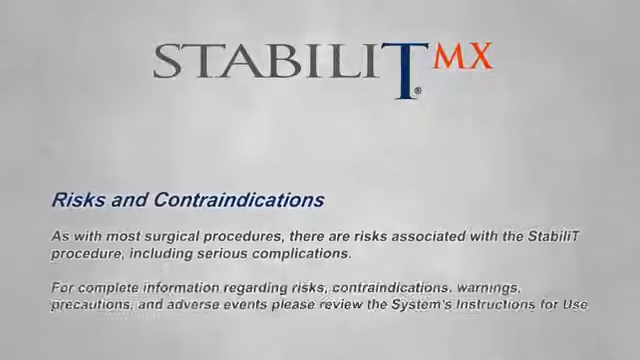 STABILIT MX ®
Risks and Contraindications
As with most surgical procedures, there are risks associated with the StabiliT
procedure, including serious complications.
For complete information regarding risks, contraindications, warnings,
precautions, and adverse events please review the System's Instructions for Use